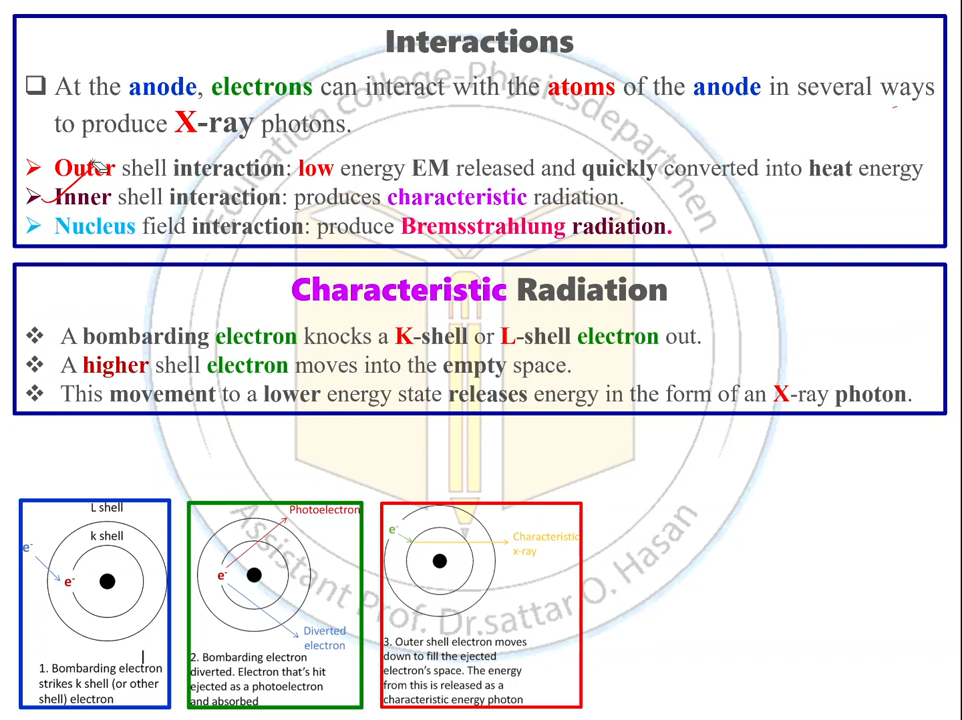 Interactions
❑ At the anode, electrons can interact with the atoms of the anode in several ways
to produce X-ray photons.
➢ Outer shell interaction: low energy EM released and quickly converted into heat energy
➢ Inner shell interaction: produces characteristic radiation.
➢ Nucleus field interaction: produce Bremsstrahlung radiation.
Characteristic Radiation
❖ A bombarding electron knocks a K-shell or L-shell electron out.
❖ A higher shell electron moves into the empty space.
❖ This movement to a lower energy state releases energy in the form of an X-ray photon.
L shell
k shell
e-
e-
1. Bombarding electron
strikes k shell (or other
shell) electron
Photoelectron
e-
Diverted
electron
2. Bombarding electron
diverted. Electron that's hit
ejected as a photoelectron
and absorbed
e-
Characteristic
x-ray
3. Outer shell electron moves
down to fill the ejected
electron's space. The energy
from this is released as a
characteristic energy photon
Education college-Physicsdepartmen
Assistant Prof. Dr.sattar O. Hasan